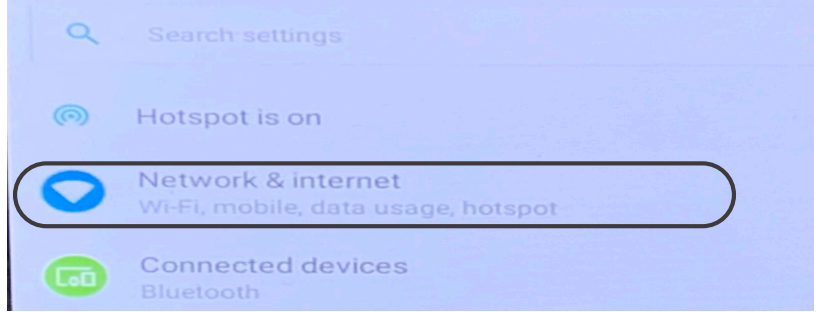 Search settings
Hotspot is on
Network & internet
Wi-Fi, mobile, data usage, hotspot
Connected devices
Bluetooth